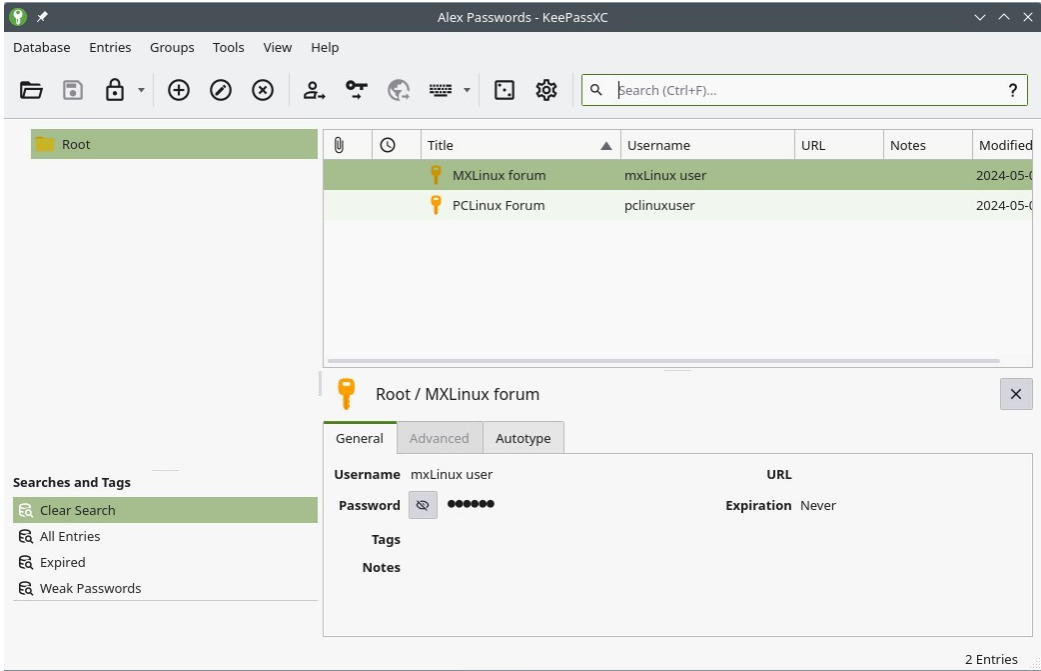 Alex Passwords - KeePassXC
Database Entries Groups Tools View Help
Search (Ctrl+F)... ?
Root
Title Username URL Notes Modified
MXLinux forum mxLinux user 2024-05-0
PCLinux Forum pclinuxuser 2024-05-0
Root / MXLinux forum
General Advanced Autotype
Username mxLinux user URL
Password ●●●●●● Expiration Never
Tags
Notes
Searches and Tags
Clear Search
All Entries
Expired
Weak Passwords
2 Entries